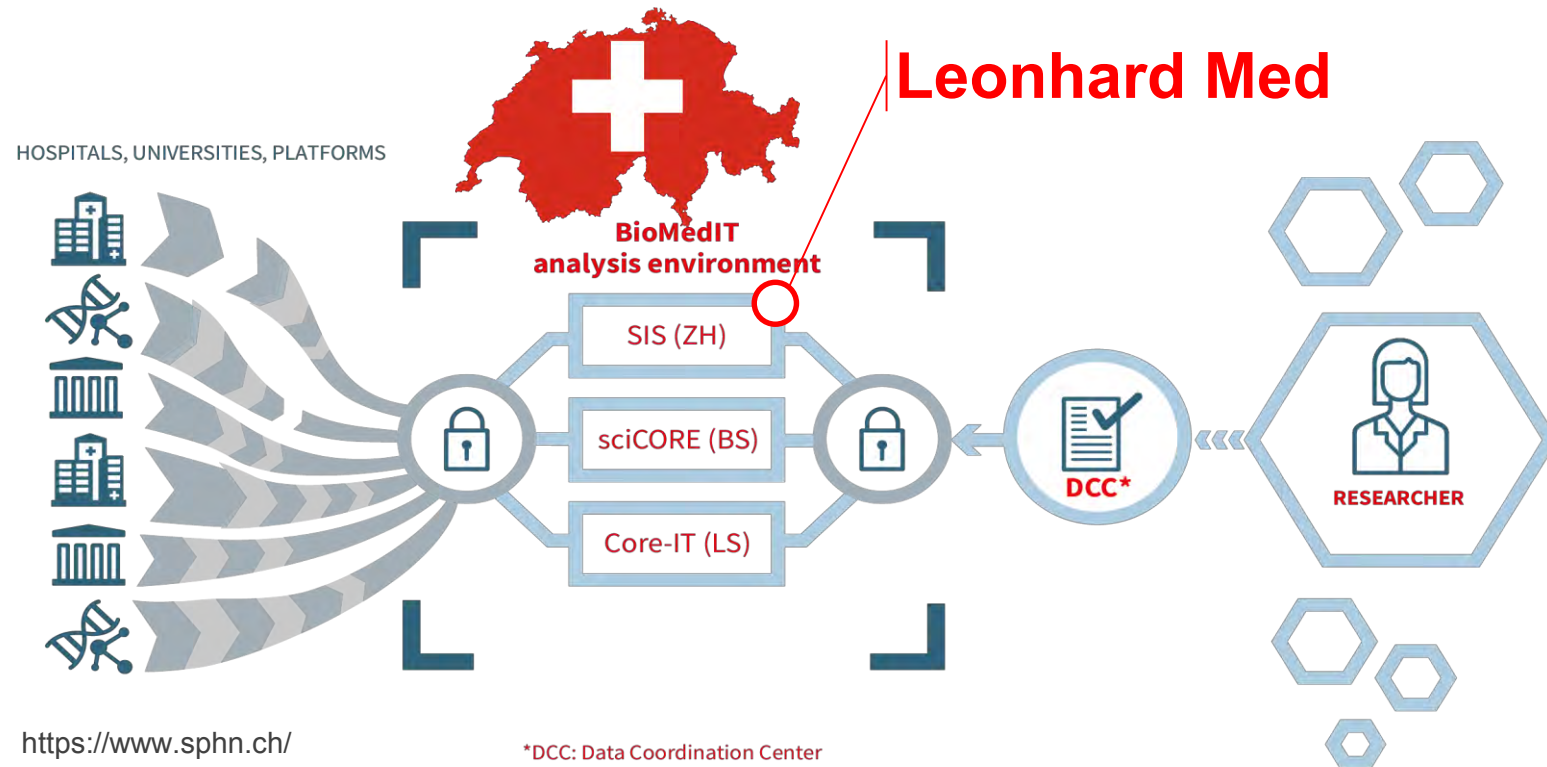 Leonhard Med
HOSPITALS, UNIVERSITIES, PLATFORMS
BioMedIT
analysis environment
SIS (ZH)
sciCORE (BS)
Core-IT (LS)
DCC*
RESEARCHER
https://www.sphn.ch/
*DCC: Data Coordination Center